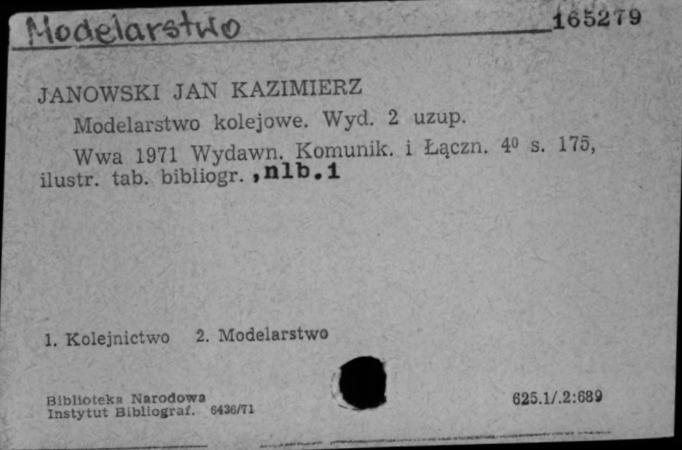 Modelarstwo 165279
JANOWSKI JAN KAZIMIERZ
Modelarstwo kolejowe. Wyd. 2 uzup.
Wwa 1971 Wydawn. Komunik. i Łączn. 4⁰ s. 175,
ilustr. tab. bibliogr. ,nlb.1
1. Kolejnictwo 2. Modelarstwo
Biblioteka Narodowa 625.1/.2:689
Instytut Bibliograf. 6436/71